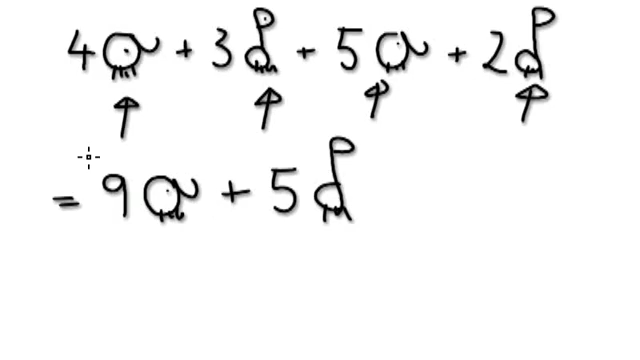 4 + 3 + 5 + 2
= 9 + 5